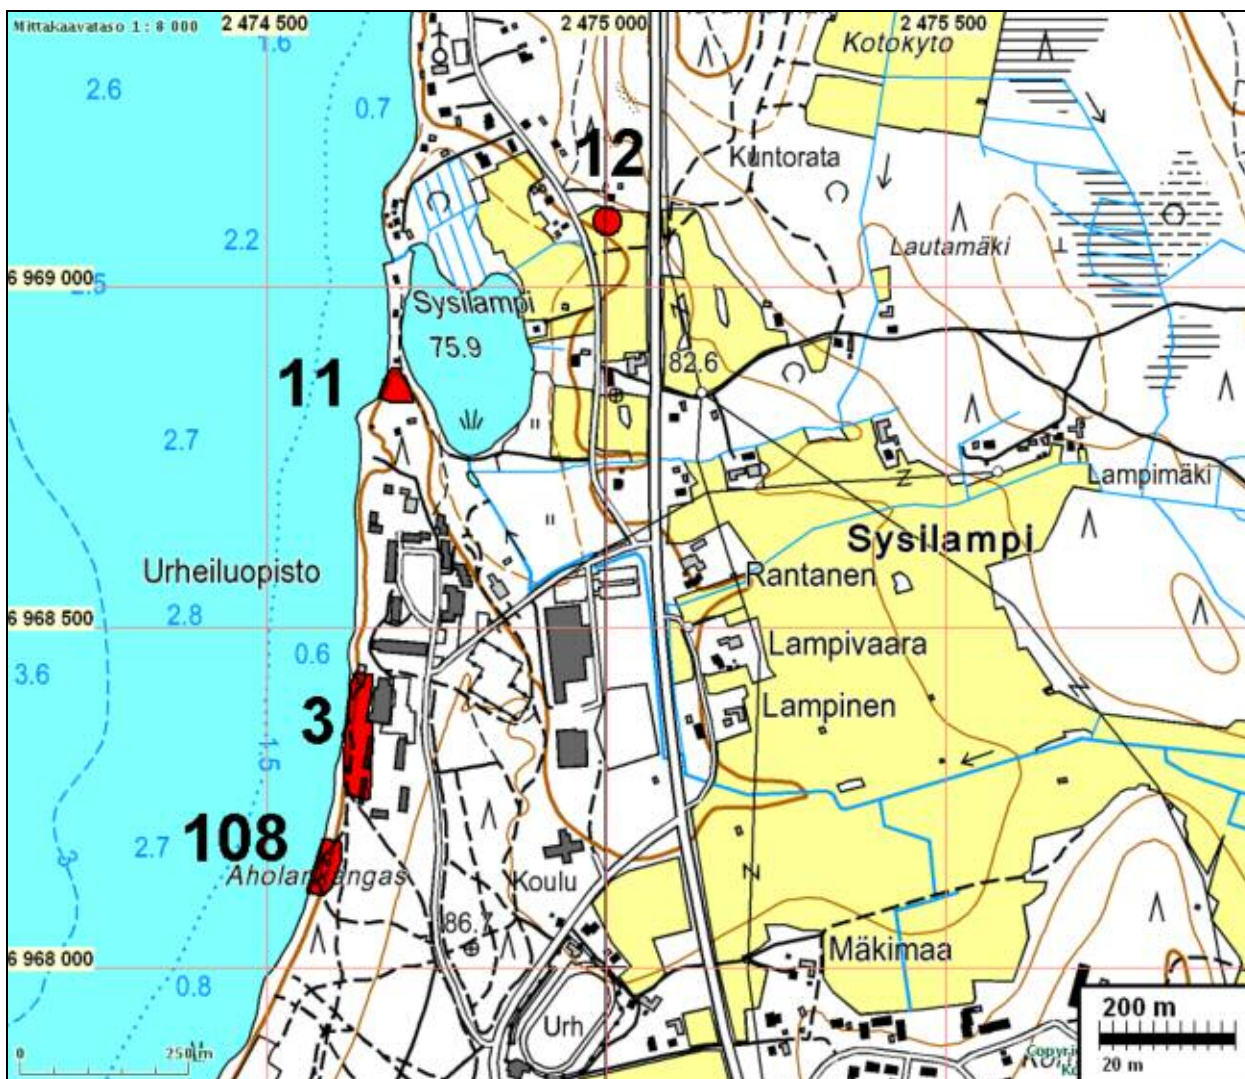 Mittakaavataso 1 : 8 000
2 474 500
2 475 000
2 475 500
1.6
Kotokyto
2.6
0.7
12
Kuntorata
2.2
Lautamäki
6 969 000
2.5
Sysilampi
75.9
82.6
11
2.7
Lampimäki
Sysilampi
Urheiluopisto
Rantanen
6 968 500
2.8
0.6
Lampivaara
3.6
3
Lampinen
1.5
108
2.7
3
Aholankangas
Koulu
86.7
6 968 000
Mäkimaa
0.8
200 m
Urh
0
250 m
20 m